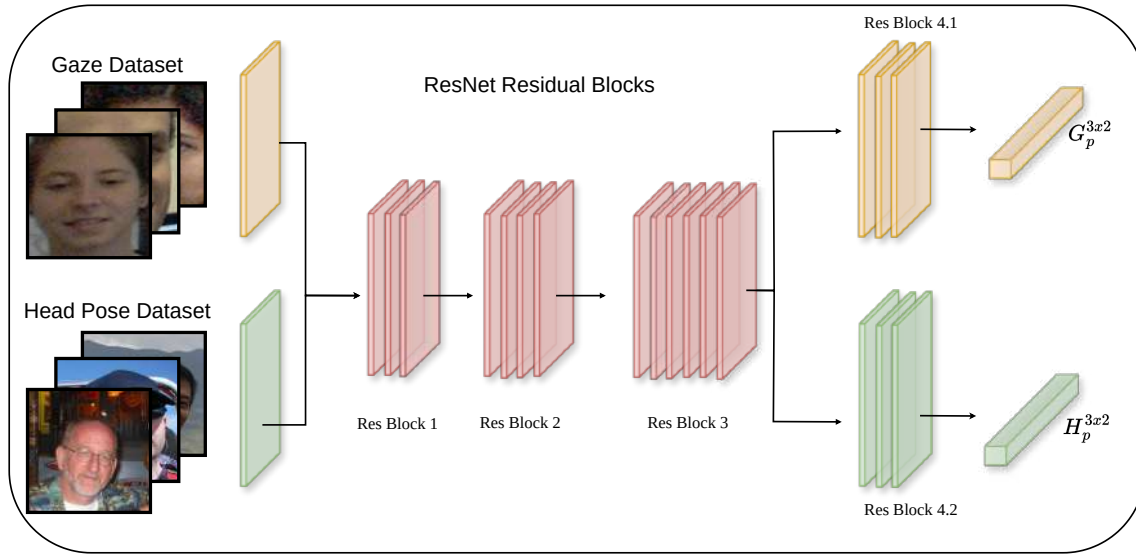 Gaze Dataset
ResNet Residual Blocks
Res Block 4.1
G_p^{3x2}
Head Pose Dataset
Res Block 1
Res Block 2
Res Block 3
H_p^{3x2}
Res Block 4.2